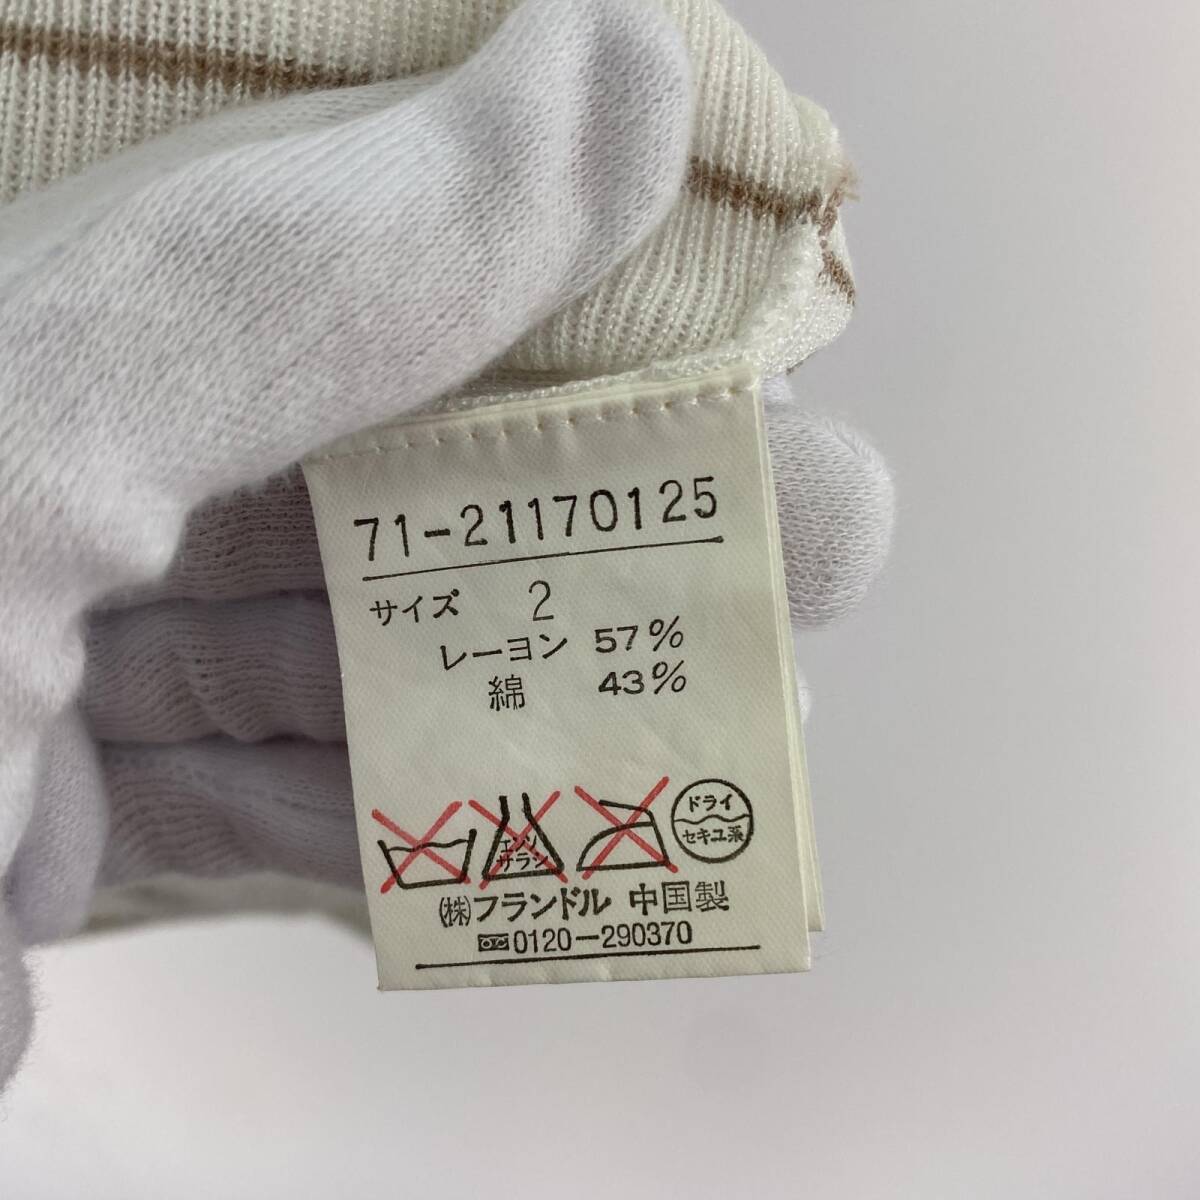 71-21170125
サイズ 2
レーヨン 57%
綿 43%
エンソ
サラシ
ドライ
セキユ系
㈱フランドル 中国製
0120-290370